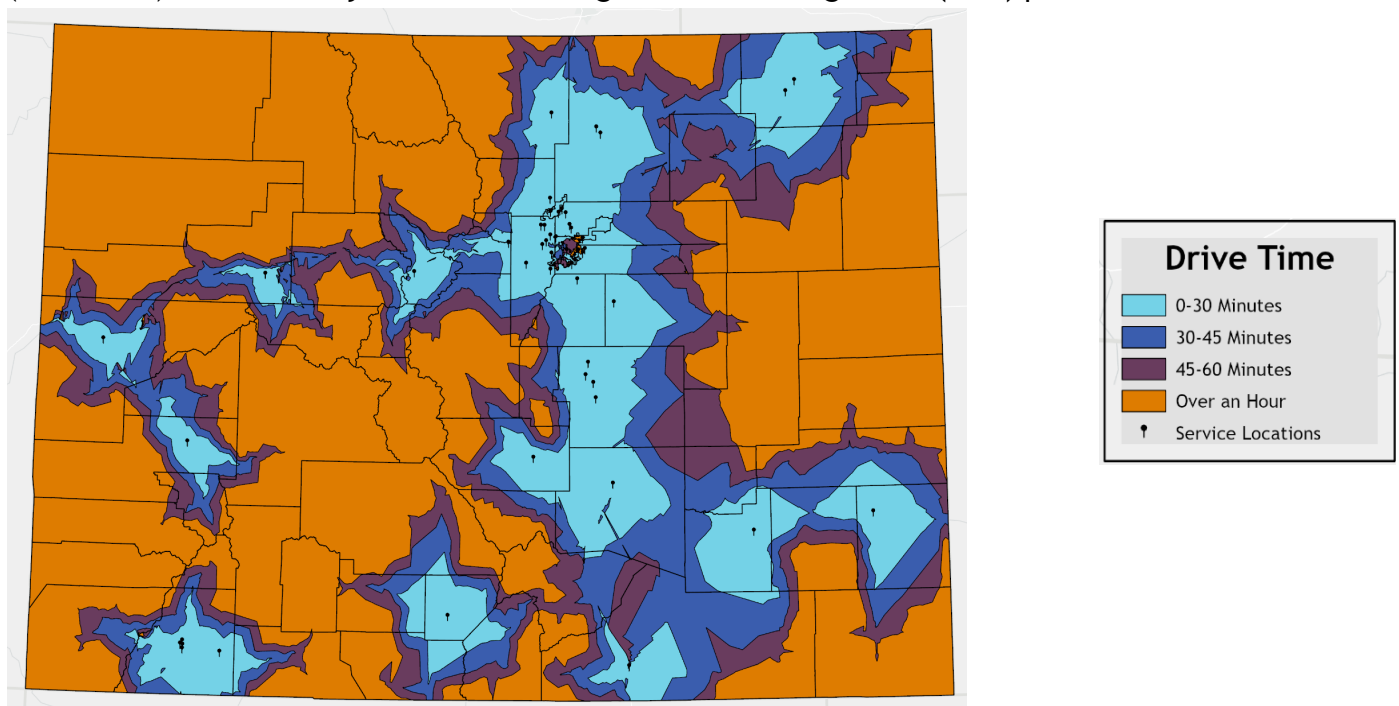 Drive Time
0-30 Minutes
30-45 Minutes
45-60 Minutes
Over an Hour
Service Locations